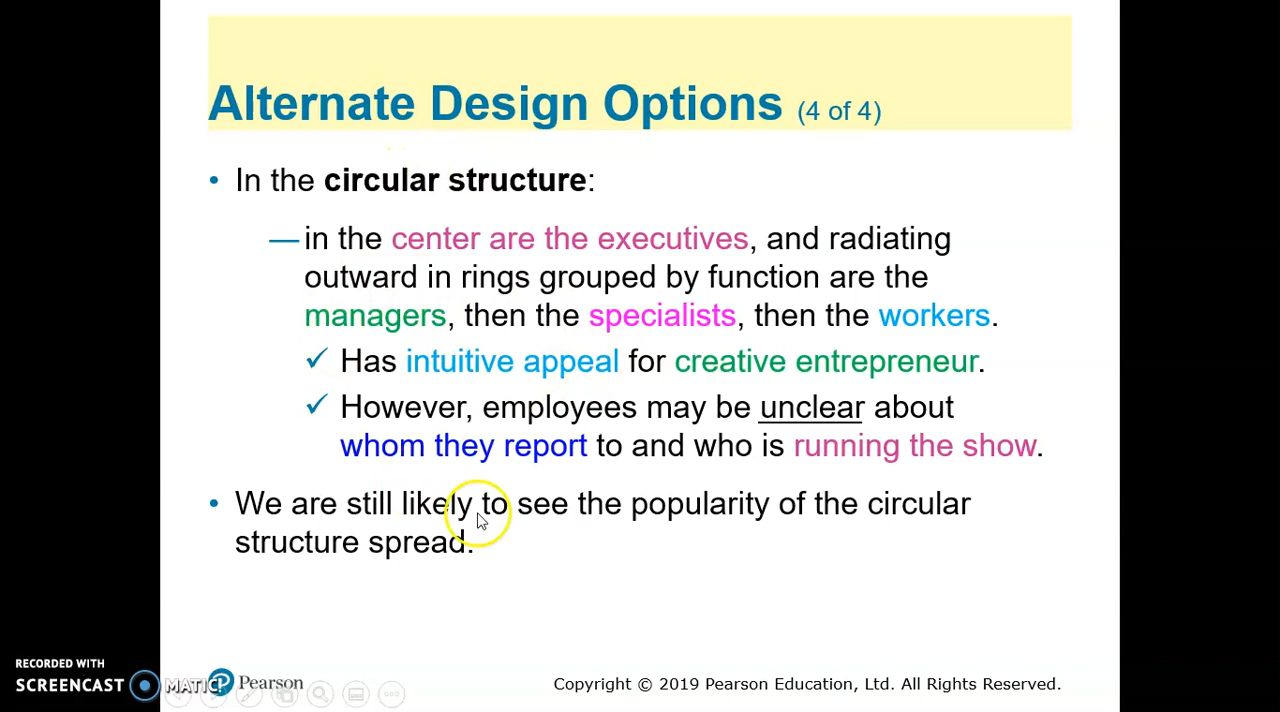 Alternate Design Options (4 of 4)
• In the circular structure:
— in the center are the executives, and radiating
outward in rings grouped by function are the
managers, then the specialists, then the workers.
✓ Has intuitive appeal for creative entrepreneur.
✓ However, employees may be unclear about
whom they report to and who is running the show.
• We are still likely to see the popularity of the circular
structure spread.
RECORDED WITH
SCREENCAST MATIC
Pearson
Copyright © 2019 Pearson Education, Ltd. All Rights Reserved.